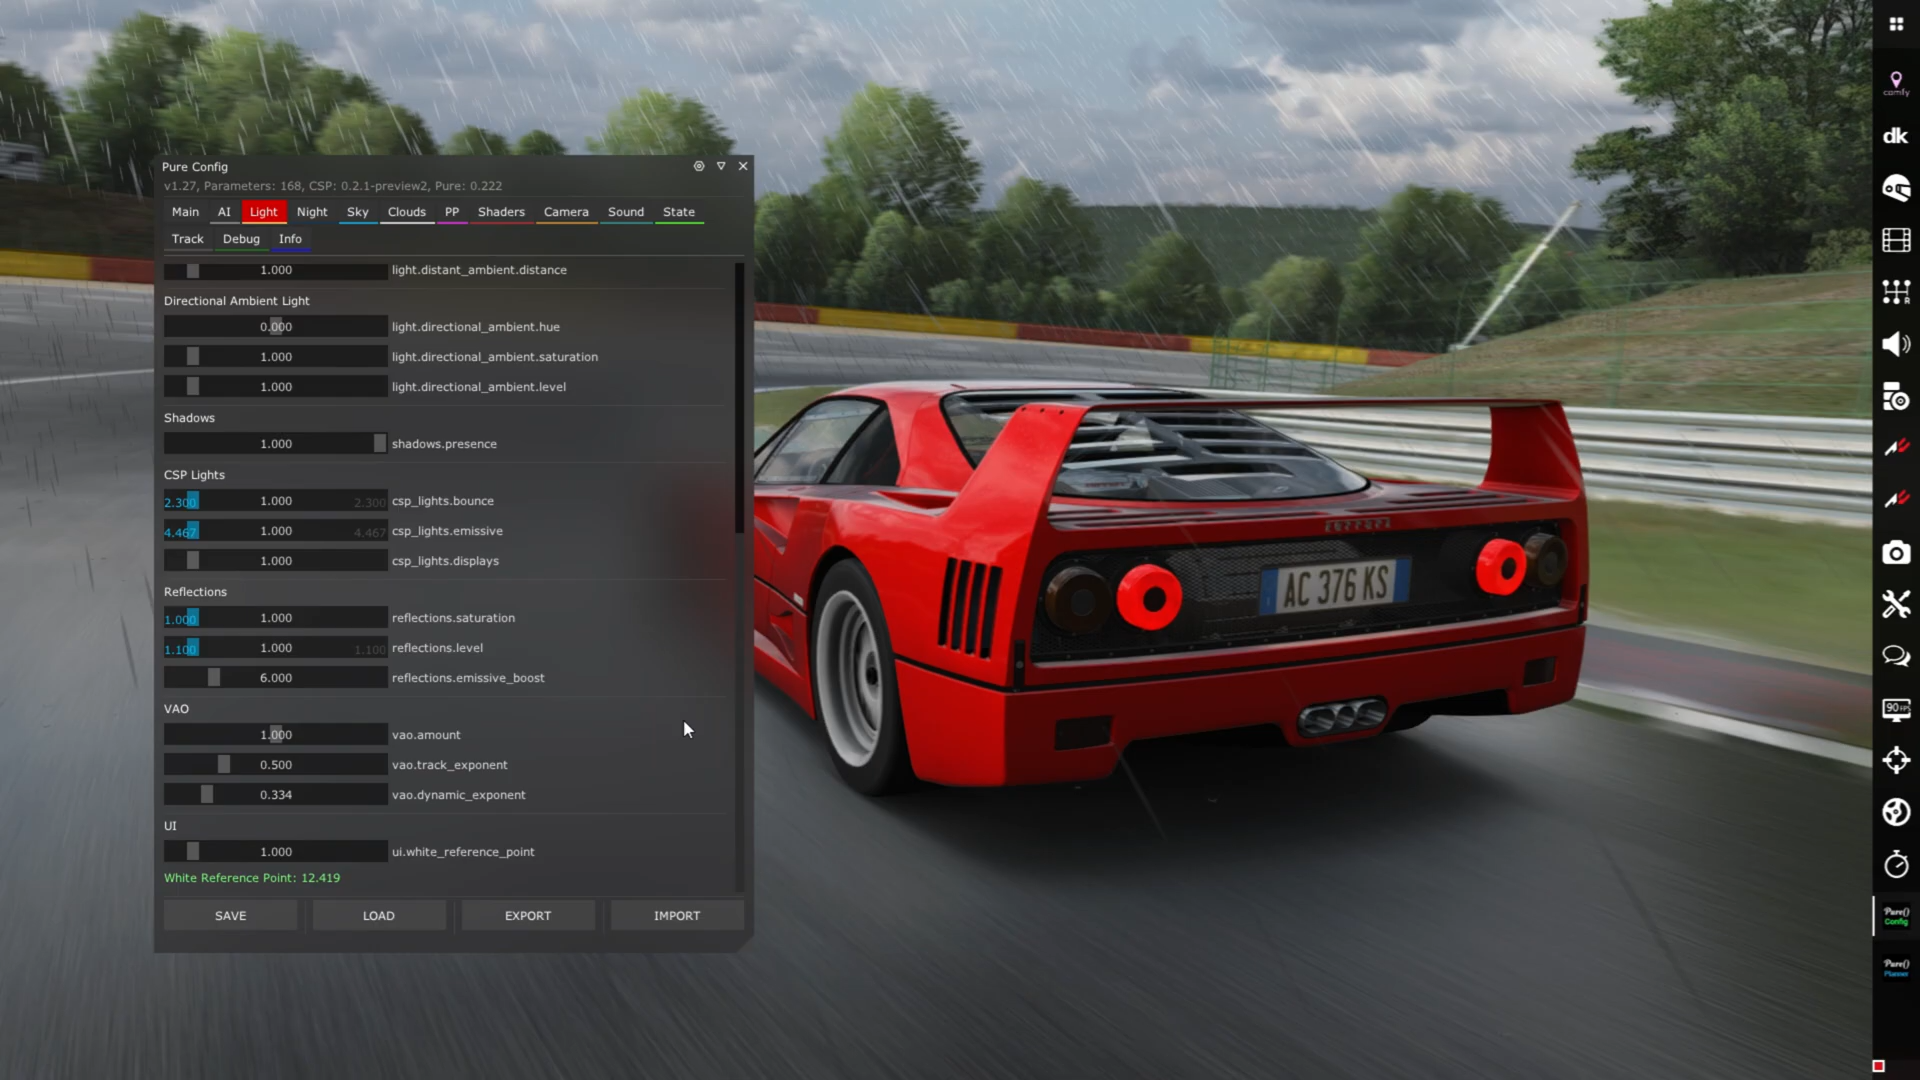 Pure Config
v1.27, Parameters: 168, CSP: 0.2.1-preview2, Pure: 0.222
Main AI Light Night Sky Clouds PP Shaders Camera Sound State
Track Debug Info
1.000 light.distant_ambient.distance
Directional Ambient Light
0.000 light.directional_ambient.hue
1.000 light.directional_ambient.saturation
1.000 light.directional_ambient.level
Shadows
1.000 shadows.presence
CSP Lights
2.300 1.000 2.300 csp_lights.bounce
4.467 1.000 4.467 csp_lights.emissive
1.000 csp_lights.displays
Reflections
1.000 1.000 reflections.saturation
1.100 1.000 1.100 reflections.level
6.000 reflections.emissive_boost
VAO
1.000 vao.amount
0.500 vao.track_exponent
0.334 vao.dynamic_exponent
UI
1.000 ui.white_reference_point
White Reference Point: 12.419
SAVE LOAD EXPORT IMPORT
AC 376 KS
comfy
dk
R
90 FPS
Pure()
Config
Pure()
Planner